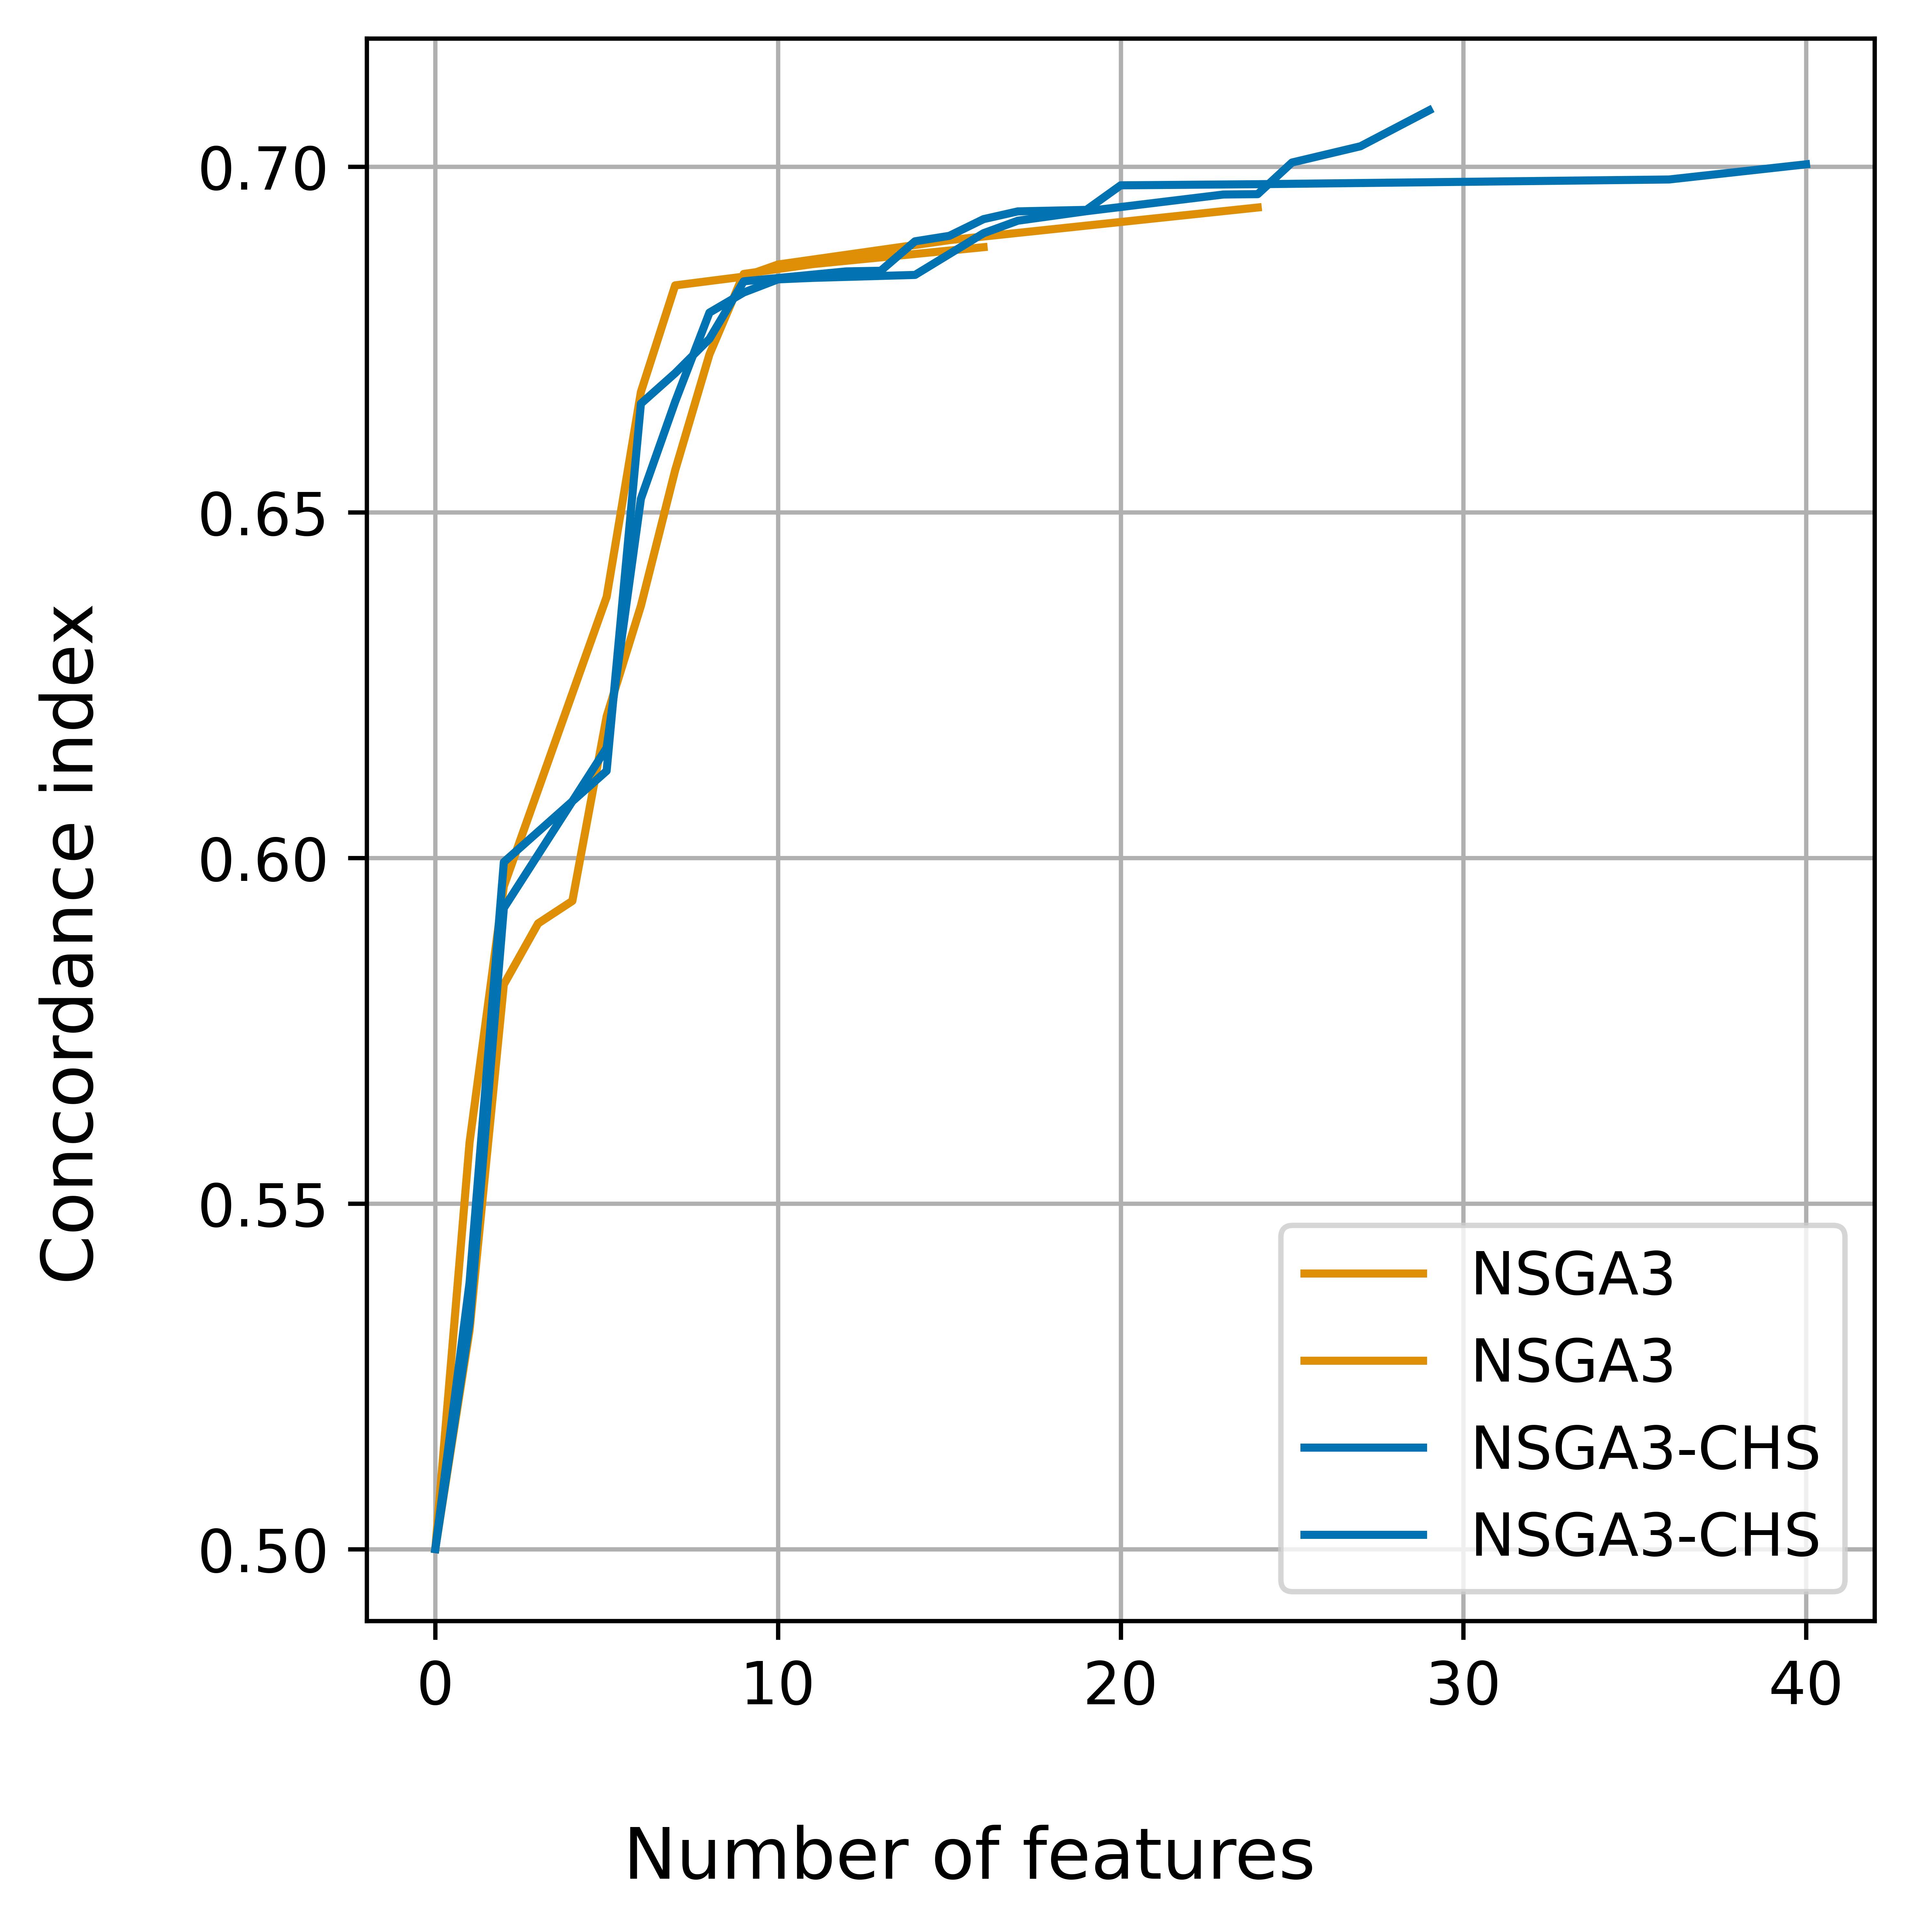 0.70
0.65
0.60
0.55
0.50
Concordance index
NSGA3
NSGA3
NSGA3-CHS
NSGA3-CHS
0 10 20 30 40
Number of features